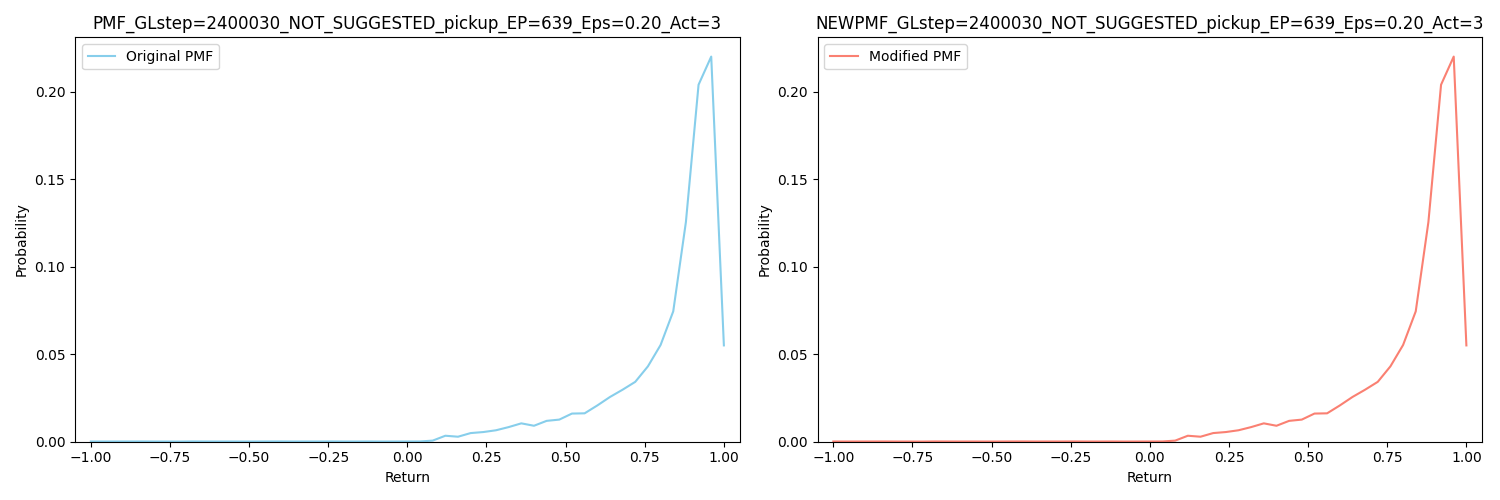 PMF_GLstep=2400030_NOT_SUGGESTED_pickup_EP=639_Eps=0.20_Act=3
Original PMF
0.20
0.15
0.10
0.05
0.00
Probability
−1.00 −0.75 −0.50 −0.25 0.00 0.25 0.50 0.75 1.00
Return
NEWPMF_GLstep=2400030_NOT_SUGGESTED_pickup_EP=639_Eps=0.20_Act=3
Modified PMF
0.20
0.15
0.10
0.05
0.00
Probability
−1.00 −0.75 −0.50 −0.25 0.00 0.25 0.50 0.75 1.00
Return